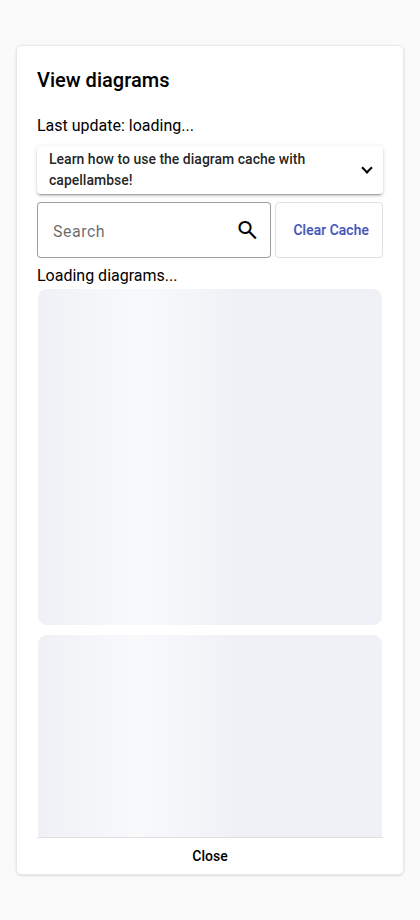 View diagrams
Last update: loading...
Learn how to use the diagram cache with
capellambse!
Search
Clear Cache
Loading diagrams...
Close